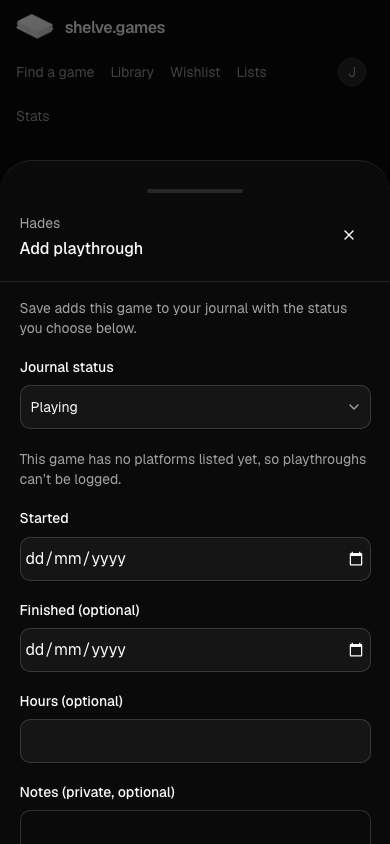 shelve.games
Find a game Library Wishlist Lists J
Stats
Hades
Add playthrough
Save adds this game to your journal with the status
you choose below.
Journal status
Playing
This game has no platforms listed yet, so playthroughs
can't be logged.
Started
dd/mm/yyyy
Finished (optional)
dd/mm/yyyy
Hours (optional)
Notes (private, optional)